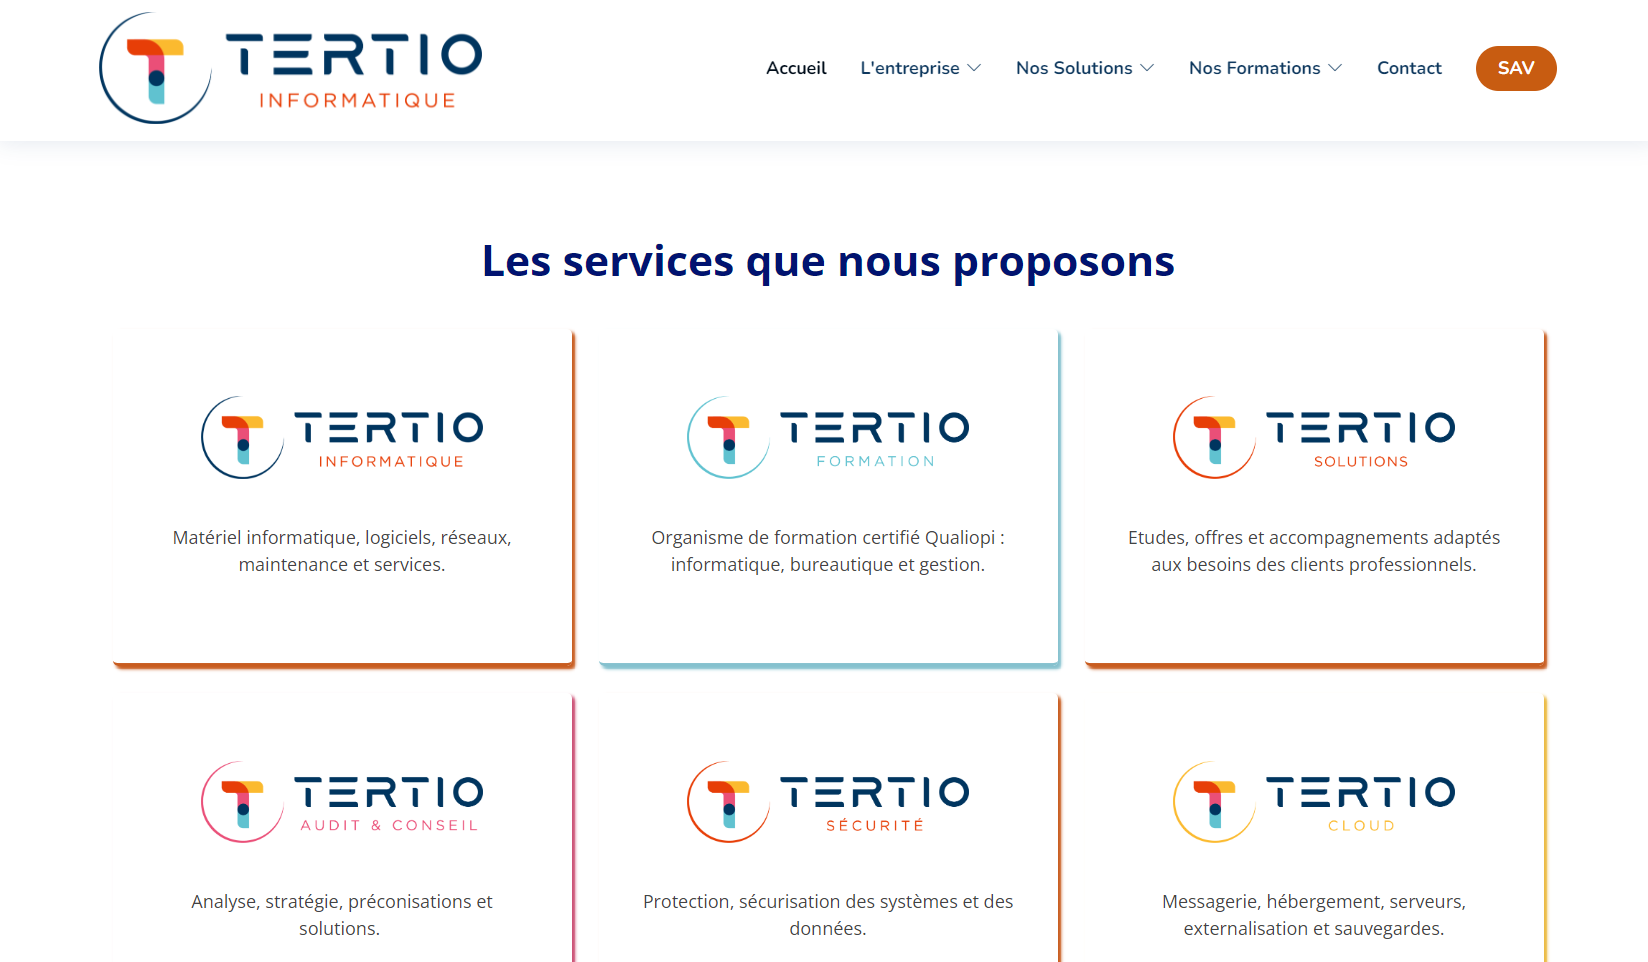 TERTIO
INFORMATIQUE
Accueil
L'entreprise
Nos Solutions
Nos Formations
Contact
SAV
Les services que nous proposons
TERTIO
INFORMATIQUE
Matériel informatique, logiciels, réseaux,
maintenance et services.
TERTIO
FORMATION
Organisme de formation certifié Qualiopi :
informatique, bureautique et gestion.
TERTIO
SOLUTIONS
Etudes, offres et accompagnements adaptés
aux besoins des clients professionnels.
TERTIO
AUDIT & CONSEIL
Analyse, stratégie, préconisations et
solutions.
TERTIO
SÉCURITÉ
Protection, sécurisation des systèmes et des
données.
TERTIO
CLOUD
Messagerie, hébergement, serveurs,
externalisation et sauvegardes.